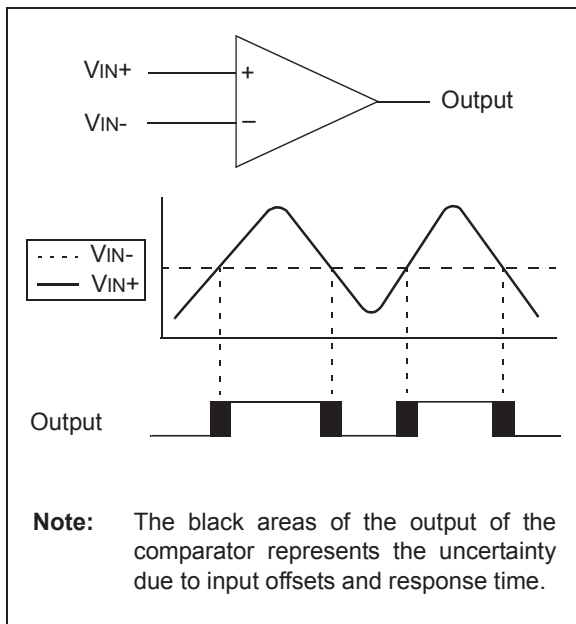 VIN+
+
Output
VIN-
−
VIN-
VIN+
Output
Note: The black areas of the output of the
comparator represents the uncertainty
due to input offsets and response time.